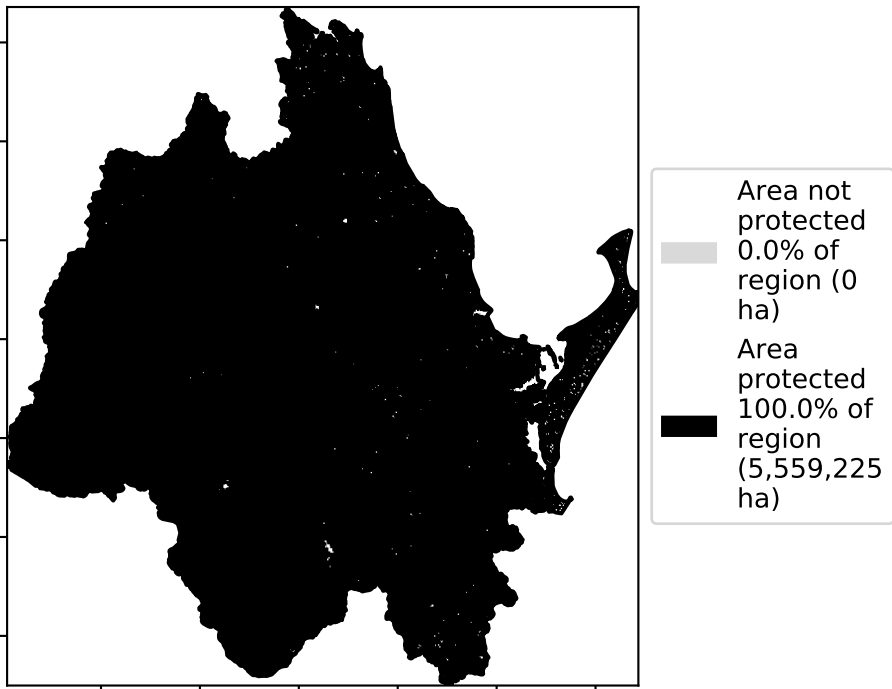 Area not
protected
0.0% of
region (0
ha)
Area
protected
100.0% of
region
(5,559,225
ha)